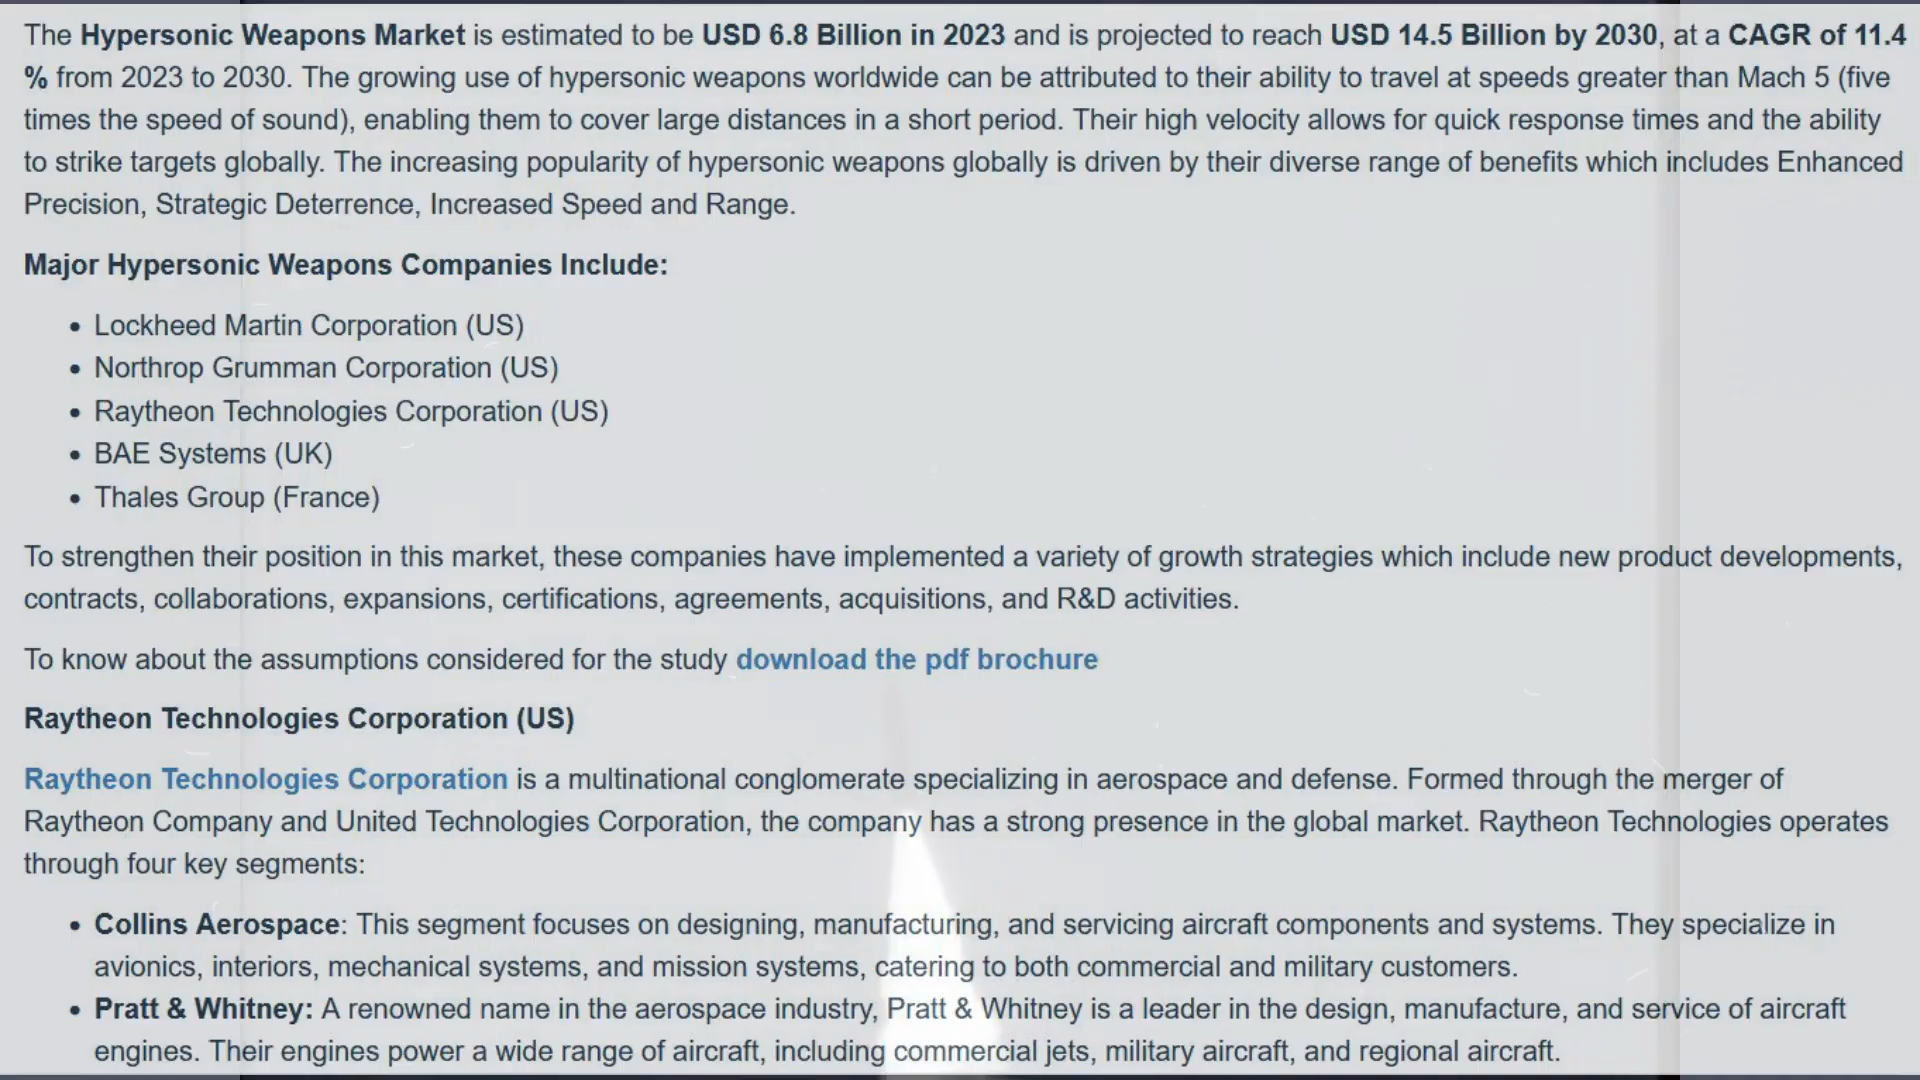 The Hypersonic Weapons Market is estimated to be USD 6.8 Billion in 2023 and is projected to reach USD 14.5 Billion by 2030, at a CAGR of 11.4
% from 2023 to 2030. The growing use of hypersonic weapons worldwide can be attributed to their ability to travel at speeds greater than Mach 5 (five
times the speed of sound), enabling them to cover large distances in a short period. Their high velocity allows for quick response times and the ability
to strike targets globally. The increasing popularity of hypersonic weapons globally is driven by their diverse range of benefits which includes Enhanced
Precision, Strategic Deterrence, Increased Speed and Range.
Major Hypersonic Weapons Companies Include:
• Lockheed Martin Corporation (US)
• Northrop Grumman Corporation (US)
• Raytheon Technologies Corporation (US)
• BAE Systems (UK)
• Thales Group (France)
To strengthen their position in this market, these companies have implemented a variety of growth strategies which include new product developments,
contracts, collaborations, expansions, certifications, agreements, acquisitions, and R&D activities.
To know about the assumptions considered for the study download the pdf brochure
Raytheon Technologies Corporation (US)
Raytheon Technologies Corporation is a multinational conglomerate specializing in aerospace and defense. Formed through the merger of
Raytheon Company and United Technologies Corporation, the company has a strong presence in the global market. Raytheon Technologies operates
through four key segments:
• Collins Aerospace: This segment focuses on designing, manufacturing, and servicing aircraft components and systems. They specialize in
avionics, interiors, mechanical systems, and mission systems, catering to both commercial and military customers.
• Pratt & Whitney: A renowned name in the aerospace industry, Pratt & Whitney is a leader in the design, manufacture, and service of aircraft
engines. Their engines power a wide range of aircraft, including commercial jets, military aircraft, and regional aircraft.